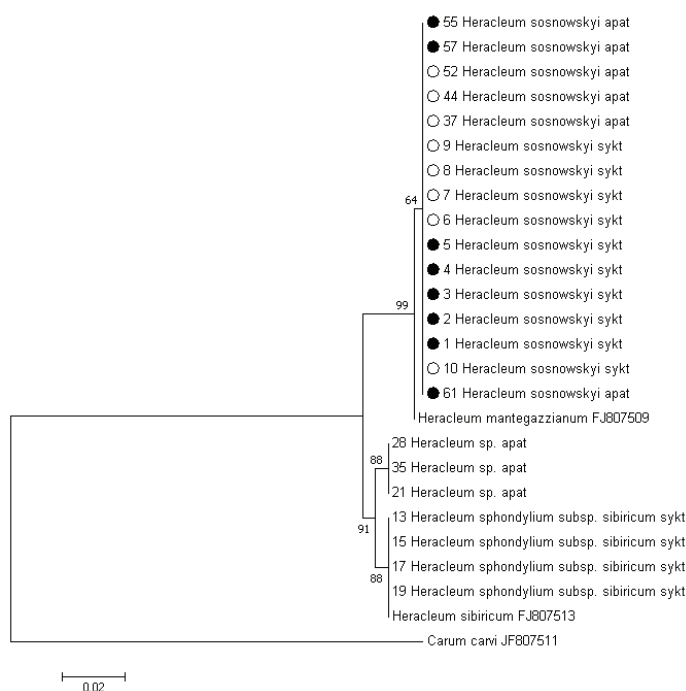 55 Heracleum sosnowskyi apat
57 Heracleum sosnowskyi apat
52 Heracleum sosnowskyi apat
44 Heracleum sosnowskyi apat
37 Heracleum sosnowskyi apat
9 Heracleum sosnowskyi sykt
8 Heracleum sosnowskyi sykt
7 Heracleum sosnowskyi sykt
64
6 Heracleum sosnowskyi sykt
5 Heracleum sosnowskyi sykt
4 Heracleum sosnowskyi sykt
3 Heracleum sosnowskyi sykt
99
2 Heracleum sosnowskyi sykt
1 Heracleum sosnowskyi sykt
10 Heracleum sosnowskyi sykt
61 Heracleum sosnowskyi apat
Heracleum mantegazzianum FJ807509
28 Heracleum sp. apat
88
35 Heracleum sp. apat
21 Heracleum sp. apat
13 Heracleum sphondylium subsp. sibiricum sykt
91
15 Heracleum sphondylium subsp. sibiricum sykt
17 Heracleum sphondylium subsp. sibiricum sykt
88
19 Heracleum sphondylium subsp. sibiricum sykt
Heracleum sibiricum FJ807513
Carum carvi JF807511
0.02